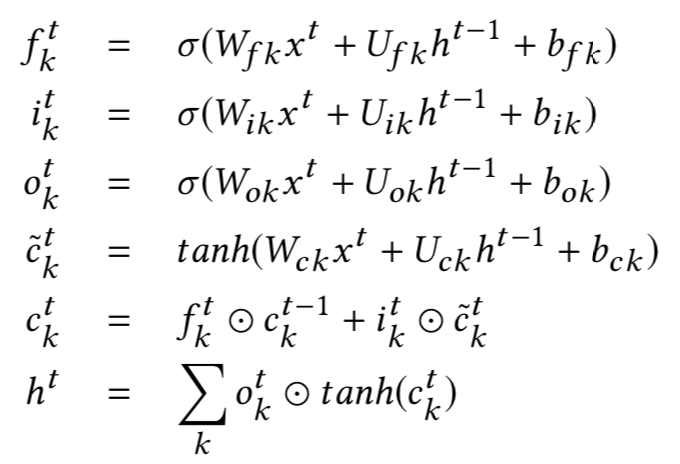 f_k^t = σ(W_{fk}x^t + U_{fk}h^{t−1} + b_{fk})
i_k^t = σ(W_{ik}x^t + U_{ik}h^{t−1} + b_{ik})
o_k^t = σ(W_{ok}x^t + U_{ok}h^{t−1} + b_{ok})
c̃_k^t = tanh(W_{ck}x^t + U_{ck}h^{t−1} + b_{ck})
c_k^t = f_k^t ⊙ c_k^{t−1} + i_k^t ⊙ c̃_k^t
h^t = ∑_k o_k^t ⊙ tanh(c_k^t)